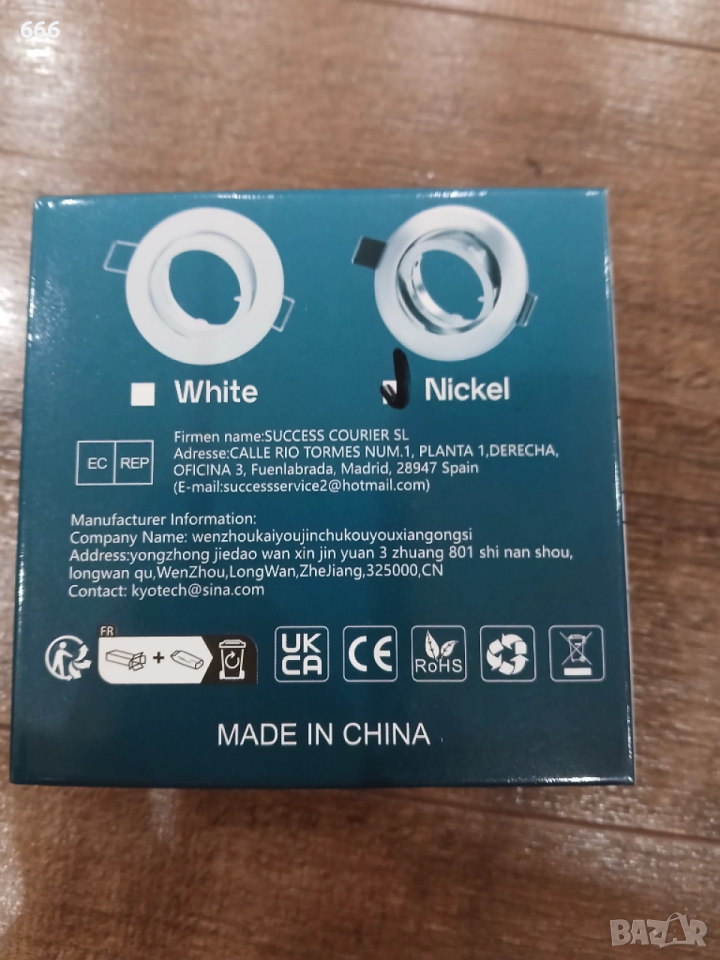 666
White
Nickel
EC REP
Firmen name:SUCCESS COURIER SL
Adresse:CALLE RIO TORMES NUM.1, PLANTA 1,DERECHA,
OFICINA 3, Fuenlabrada, Madrid, 28947 Spain
(E-mail:successservice2@hotmail.com)
Manufacturer Information:
Company Name: wenzhoukaiyoujinchukouyouxiangongsi
Address:yongzhong jiedao wan xin jin yuan 3 zhuang 801 shi nan shou,
longwan qu,WenZhou,LongWan,ZheJiang,325000,CN
Contact: kyotech@sina.com
FR
UK
CA
CE
RoHS
MADE IN CHINA
BAZAR